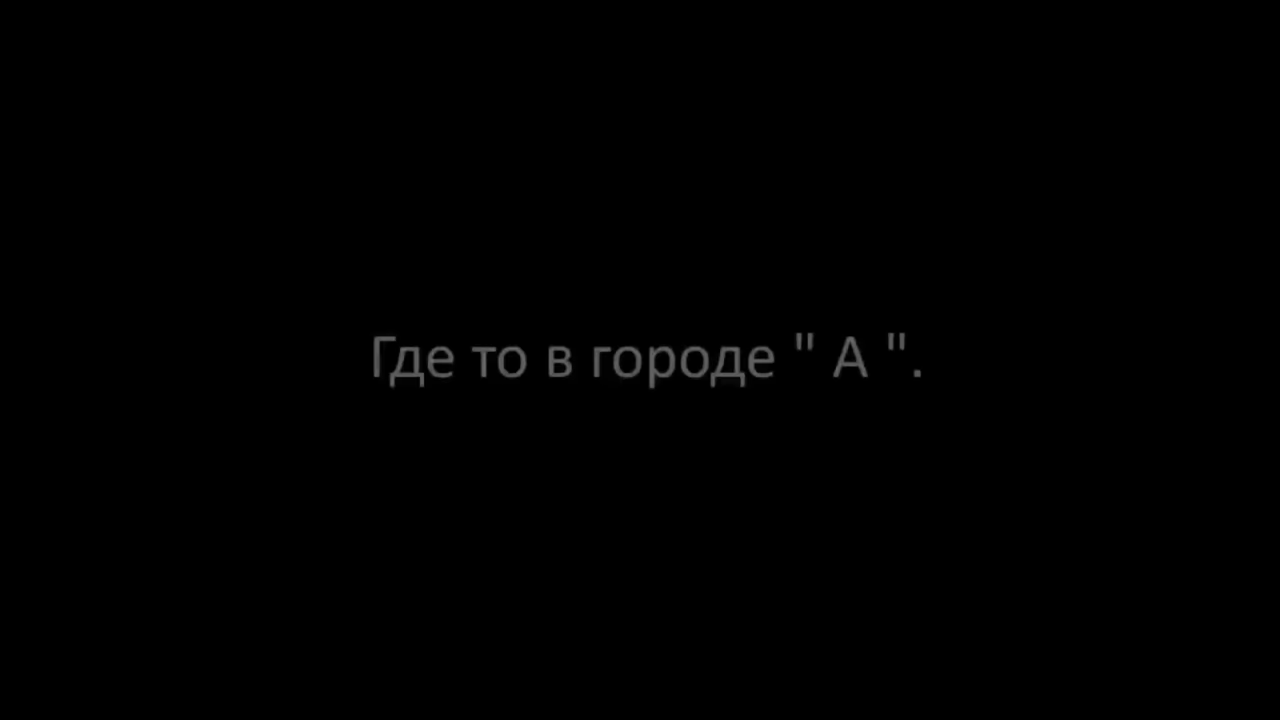 Где то в городе " А ".